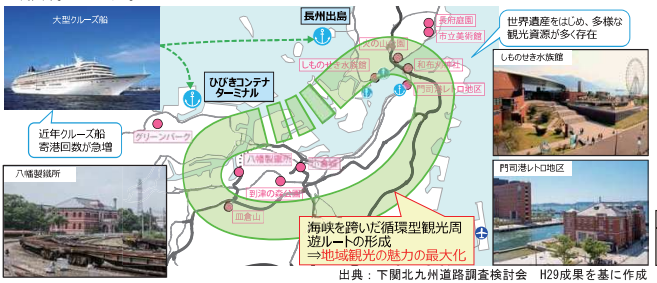 大型クルーズ船
長州出島
長府庭園
市立美術館
世界遺産をはじめ、多様な
観光資源が多く存在
火の山公園
しものせき水族館
和布刈神社
門司港レトロ地区
しものせき水族館
ひびきコンテナ
ターミナル
近年クルーズ船
寄港回数が急増
グリーンパーク
八幡製鐵所
八幡製鐵所
小倉城
到津の森公園
皿倉山
門司港レトロ地区
海峡を跨いだ循環型観光周
遊ルートの形成
⇒地域観光の魅力の最大化
出典：下関北九州道路調査検討会　H29成果を基に作成